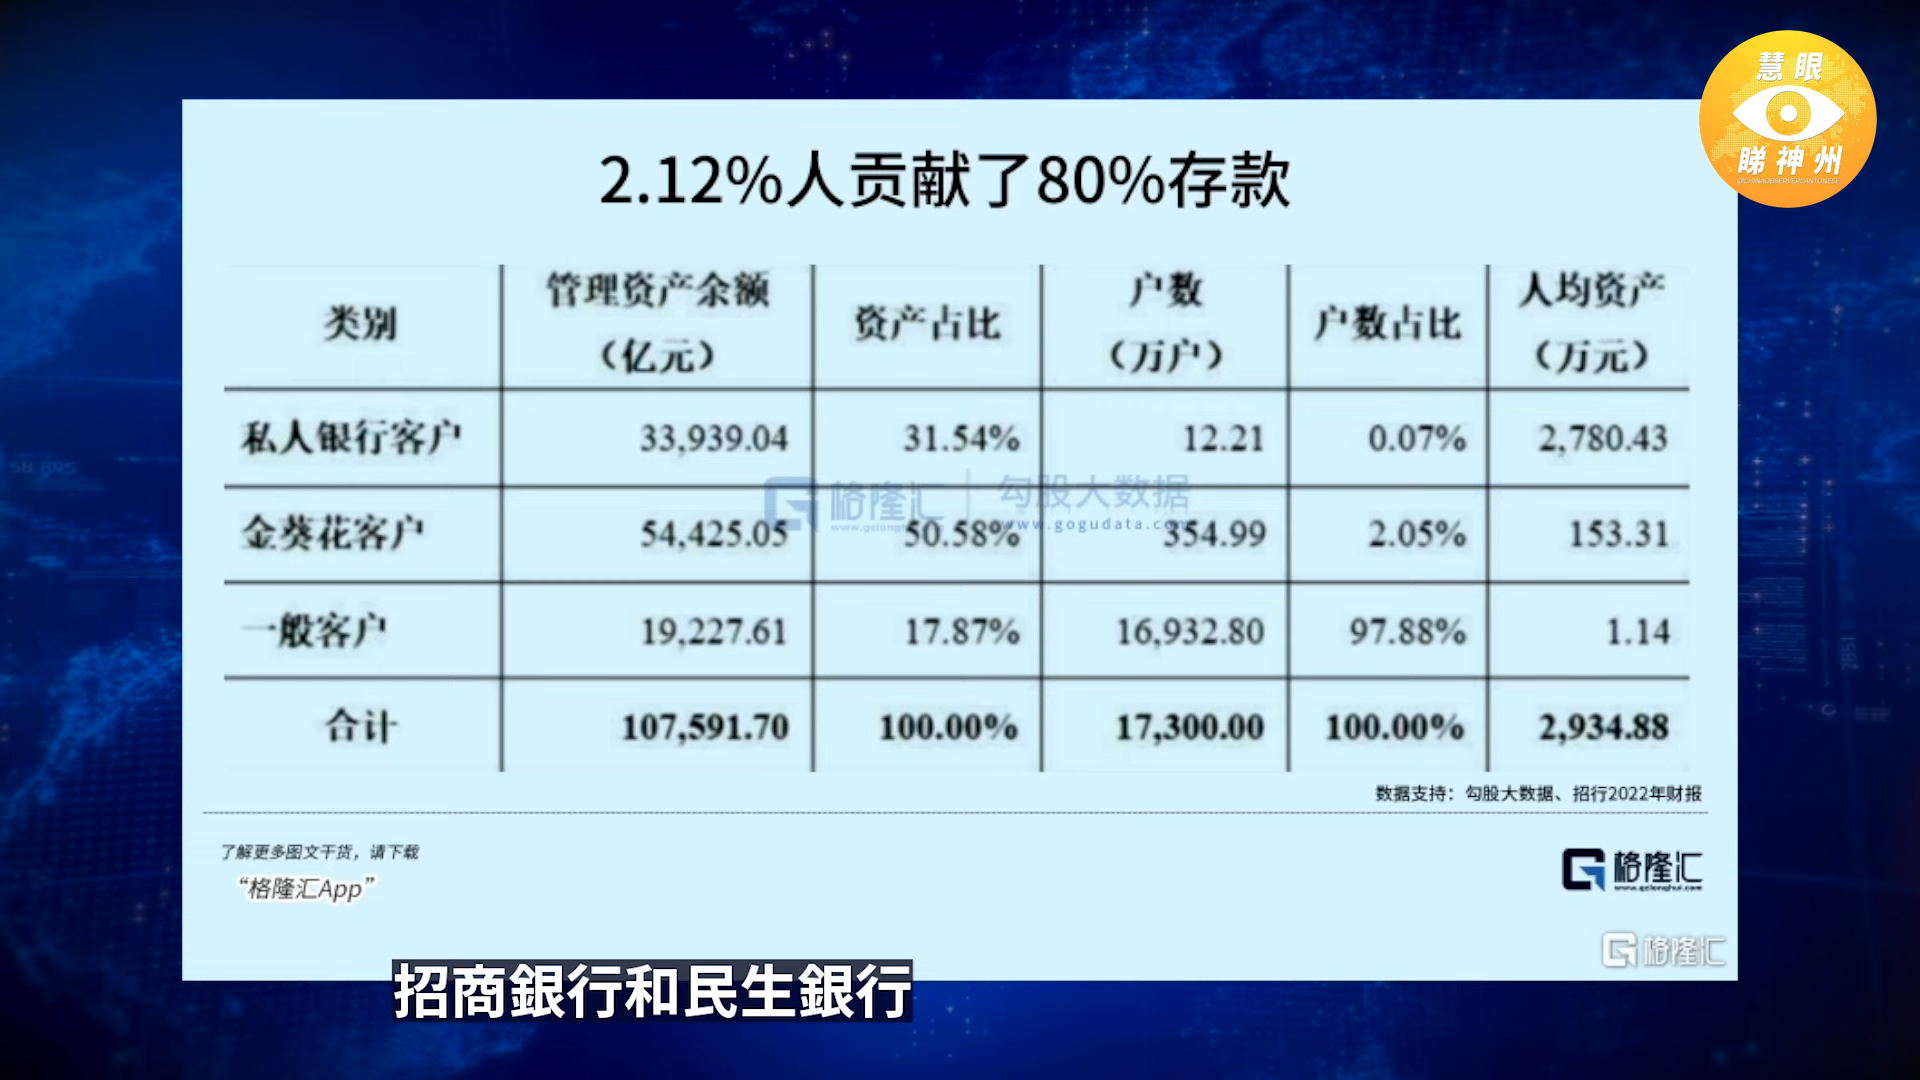 慧眼
睇神州
2.12%人贡献了80%存款
类别 管理资产余额（亿元） 资产占比 户数（万户） 户数占比 人均资产（万元）
私人银行客户 33,939.04 31.54% 12.21 0.07% 2,780.43
格隆汇 勾股大数据
www.gogudata.com
金葵花客户 54,425.05 50.58% 354.99 2.05% 153.31
一般客户 19,227.61 17.87% 16,932.80 97.88% 1.14
合计 107,591.70 100.00% 17,300.00 100.00% 2,934.88
数据支持：勾股大数据、招行2022年财报
了解更多图文干货，请下载
“格隆汇App”
格隆汇
www.gelonghui.com
格隆汇
招商銀行和民生銀行